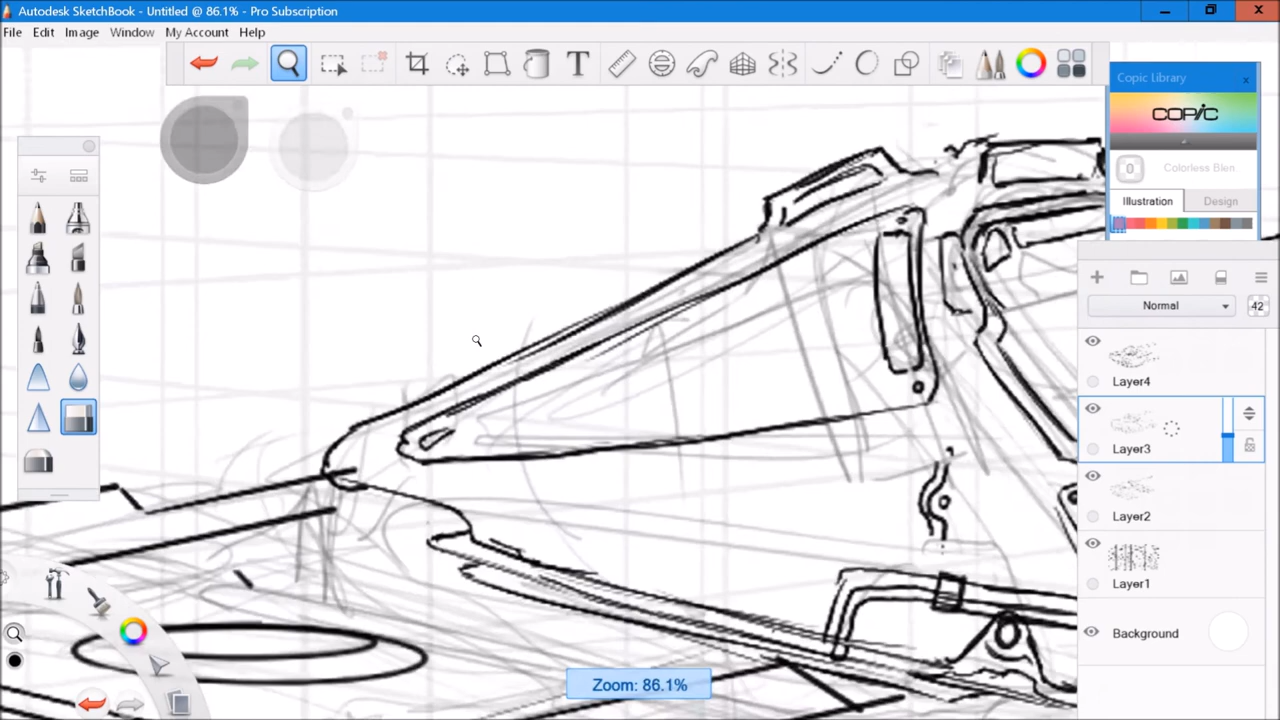 Autodesk SketchBook - Untitled @ 86.1% - Pro Subscription
File Edit Image Window My Account Help
T
Copic Library x
COPIC
0 Colorless Blen
Illustration Design
Normal 42
Layer4
Layer3
Layer2
Layer1
Background
Zoom: 86.1%